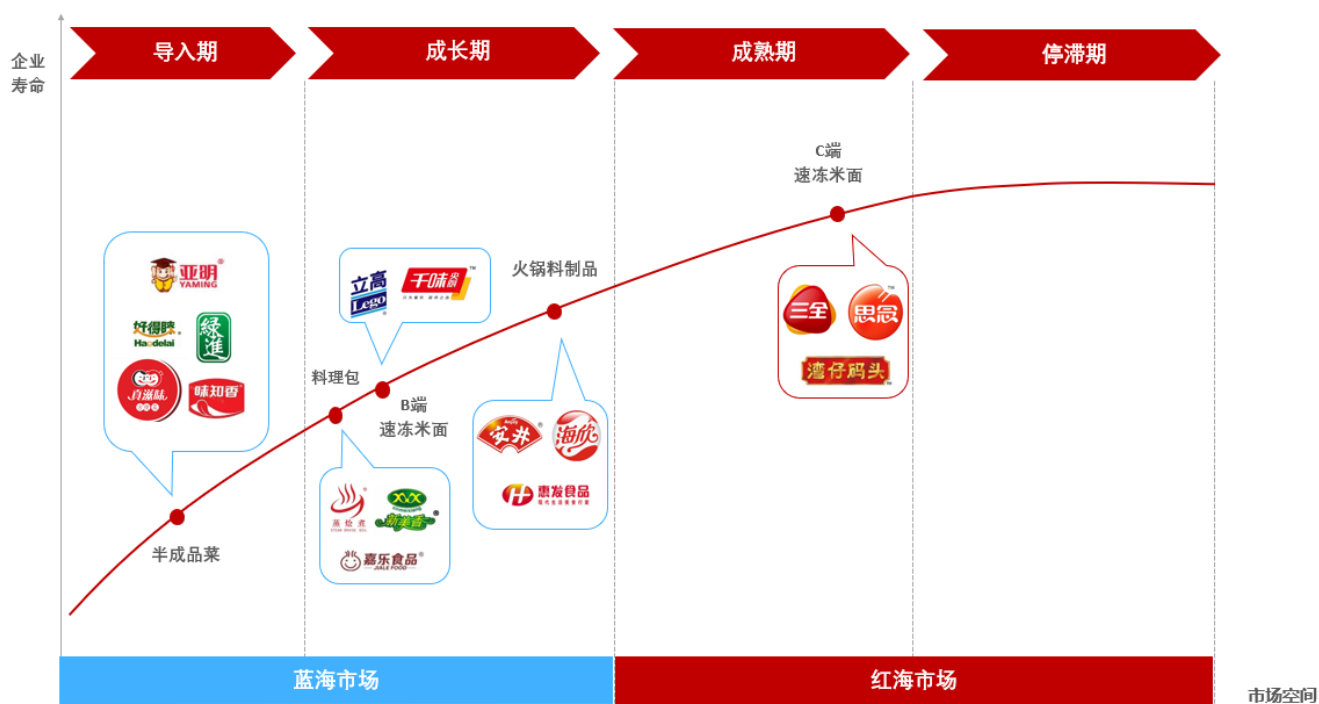 企业
寿命
导入期
成长期
成熟期
停滞期
C端
速冻米面
亚明
YAMING
®
好得睐
Haodelai
绿進
真滋味
味知香
立高
Lego
®
千味央厨
™
火锅料制品
三全
思念
™
湾仔码头
料理包
B端
速冻米面
安井
®
海欣
惠发食品
半成品菜
蒸烩煮
®
新美香
®
嘉乐食品
®
JIALE FOOD
蓝海市场
红海市场
市场空间